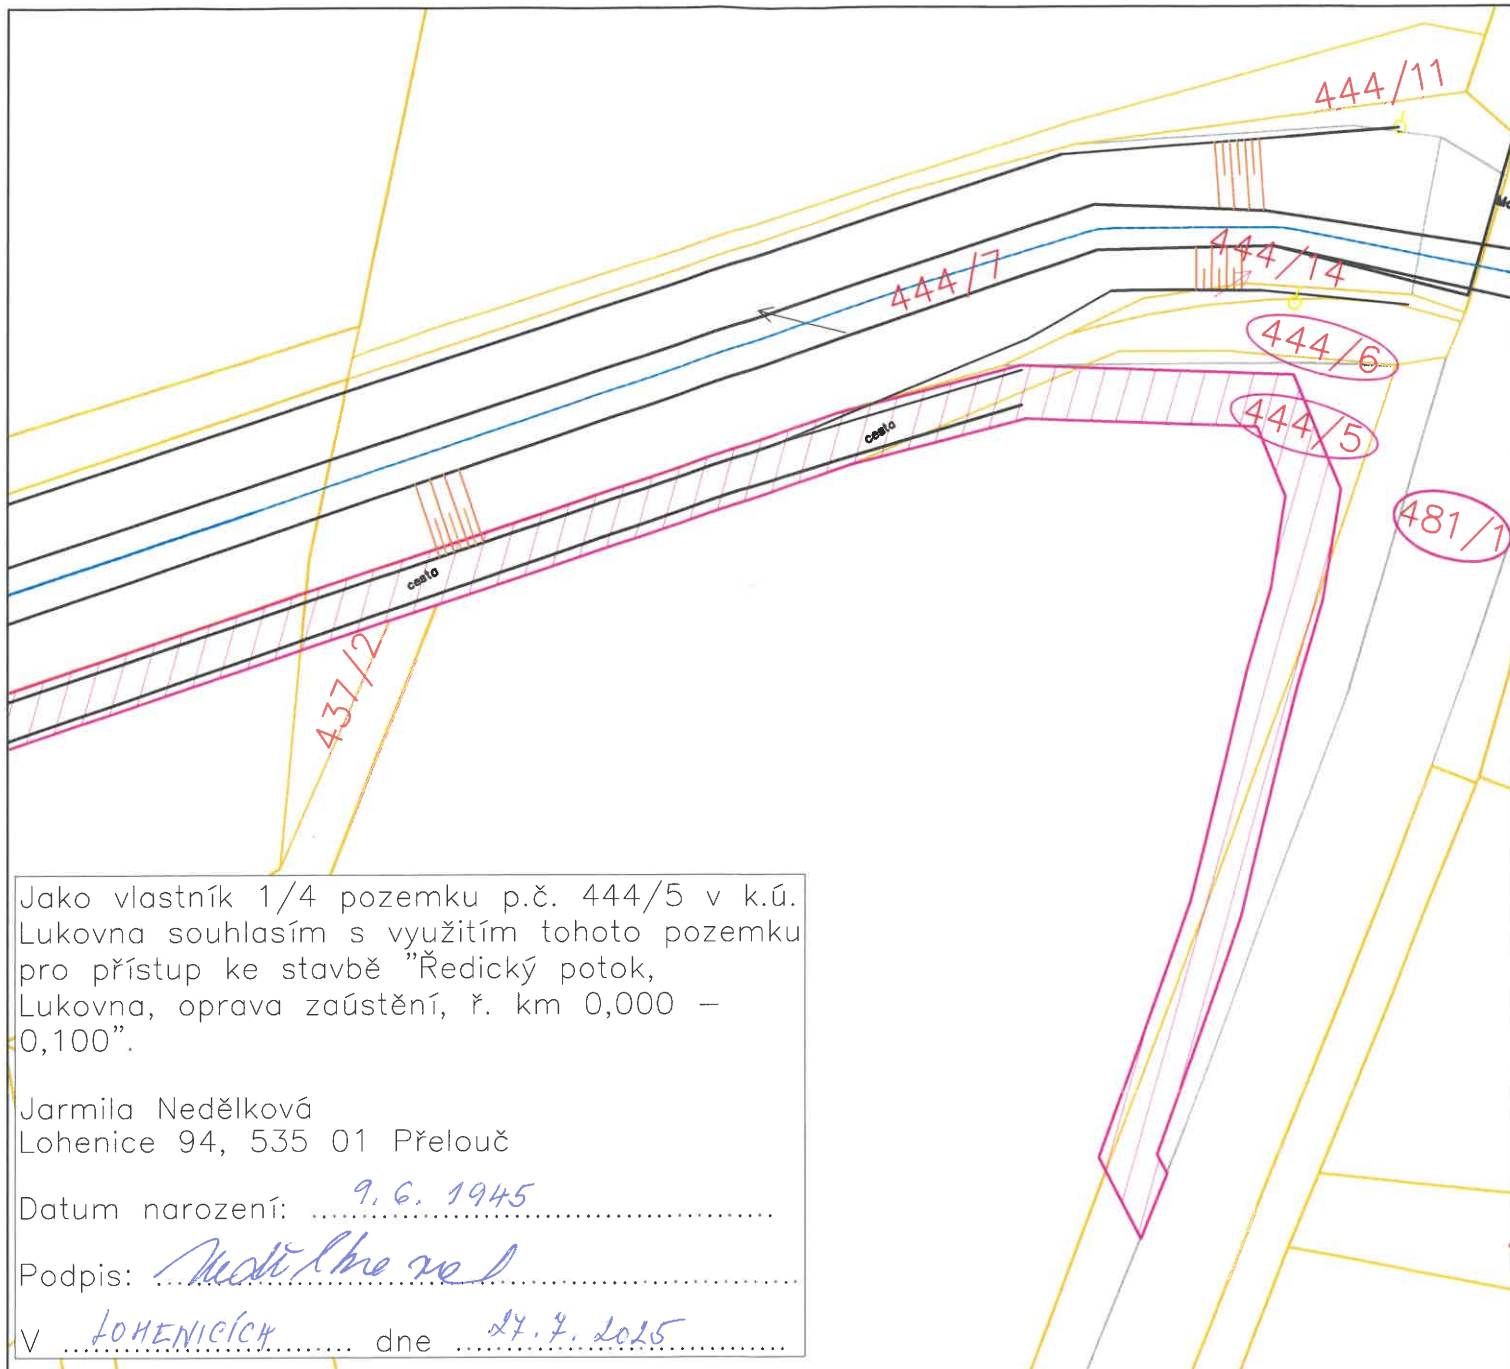 444/11
444/7
444/14
444/6
444/5
481/1
cesta
cesta
437/2
Jako vlastník 1/4 pozemku p.č. 444/5 v k.ú.
Lukovna souhlasím s využitím tohoto pozemku
pro přístup ke stavbě "Ředický potok,
Lukovna, oprava zaústění, ř. km 0,000 –
0,100".
Jarmila Nedělková
Lohenice 94, 535 01 Přelouč
Datum narození: 9. 6. 1945
Podpis: Nedělková
V LOHENICÍCH dne 27. 7. 2025